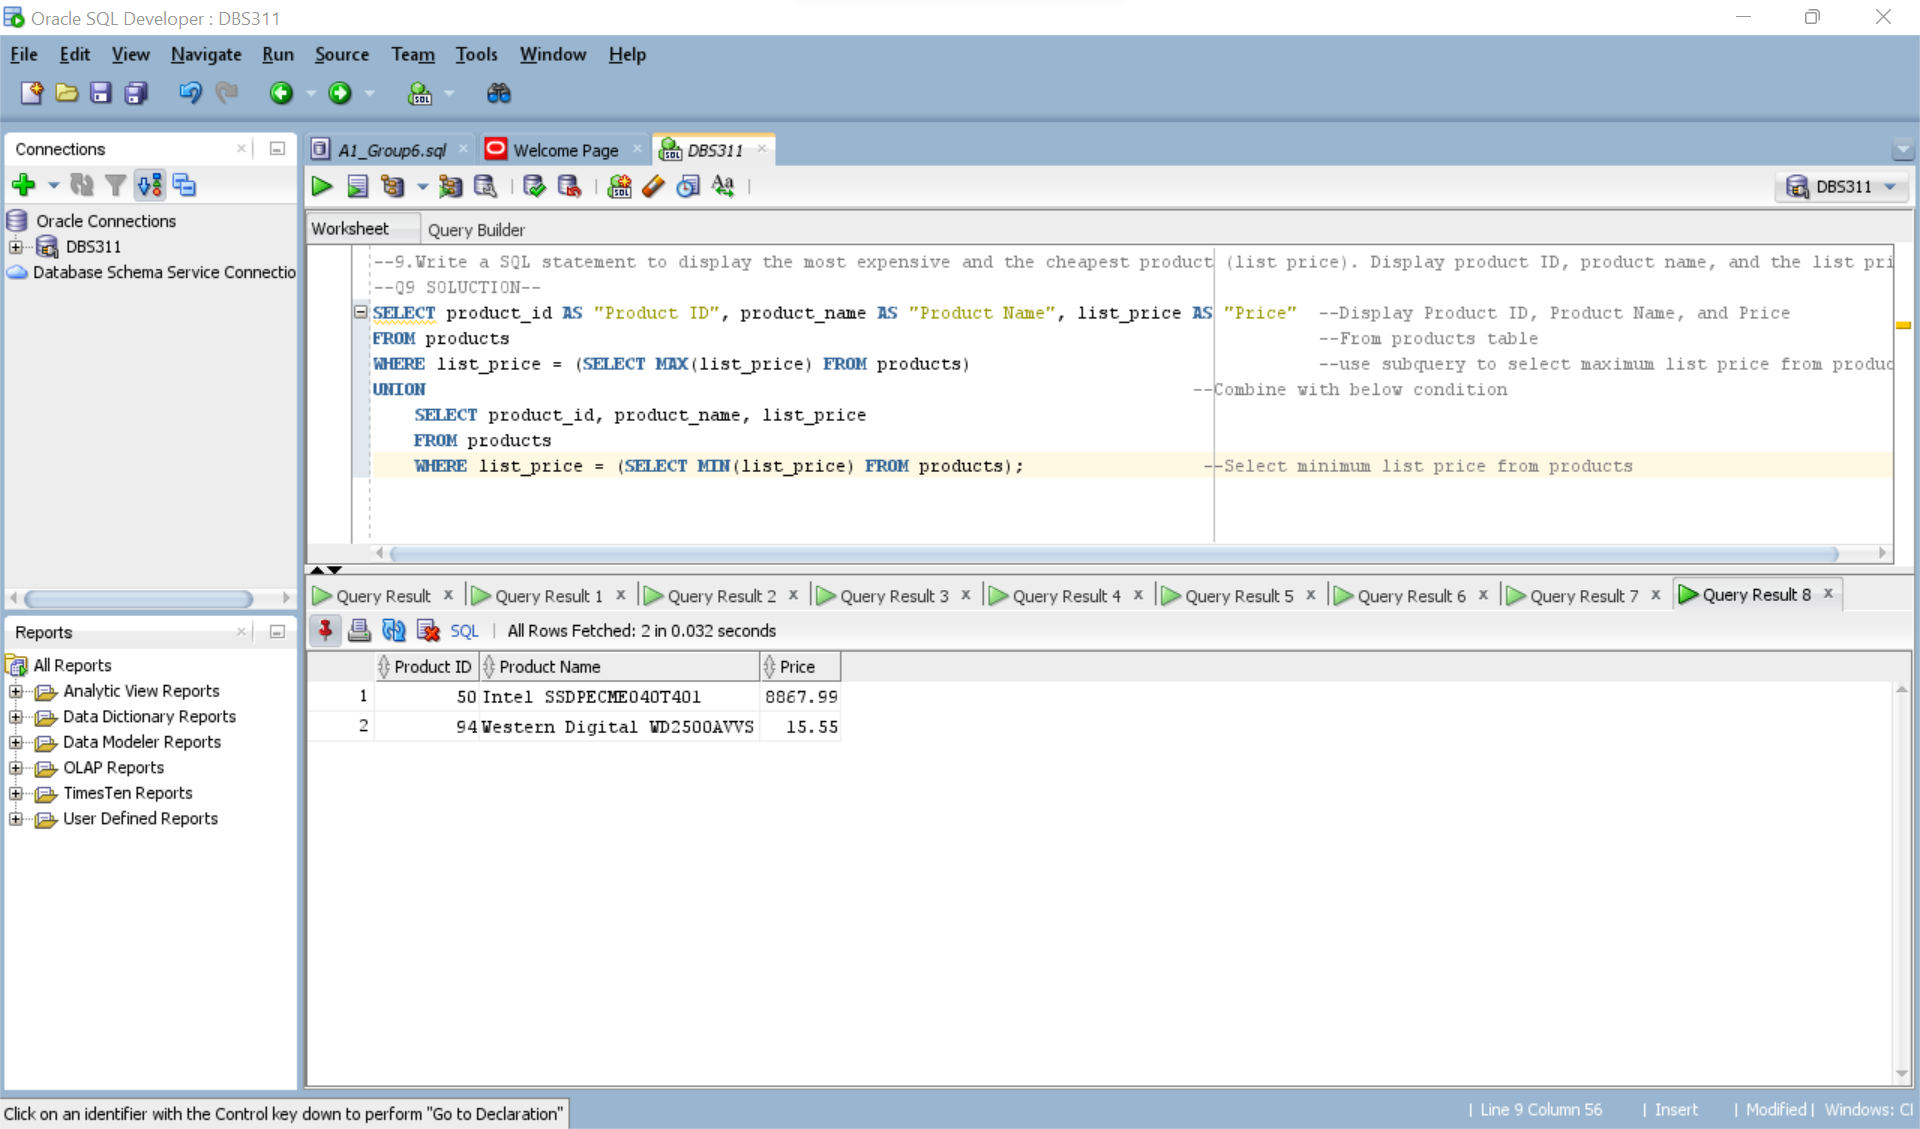 Oracle SQL Developer : DBS311
File Edit View Navigate Run Source Team Tools Window Help
Connections
Oracle Connections
DBS311
Database Schema Service Connectio
Reports
All Reports
Analytic View Reports
Data Dictionary Reports
Data Modeler Reports
OLAP Reports
TimesTen Reports
User Defined Reports
A1_Group6.sql Welcome Page DBS311
DBS311
Worksheet Query Builder
--9.Write a SQL statement to display the most expensive and the cheapest product (list price). Display product ID, product name, and the list pri
--Q9 SOLUCTION--
SELECT product_id AS "Product ID", product_name AS "Product Name", list_price AS "Price" --Display Product ID, Product Name, and Price
FROM products --From products table
WHERE list_price = (SELECT MAX(list_price) FROM products) --use subquery to select maximum list price from produc
UNION --Combine with below condition
SELECT product_id, product_name, list_price
FROM products
WHERE list_price = (SELECT MIN(list_price) FROM products); --Select minimum list price from products
Query Result Query Result 1 Query Result 2 Query Result 3 Query Result 4 Query Result 5 Query Result 6 Query Result 7 Query Result 8
SQL All Rows Fetched: 2 in 0.032 seconds
Product ID Product Name Price
1 50 Intel SSDPECME040T401 8867.99
2 94 Western Digital WD2500AVVS 15.55
Click on an identifier with the Control key down to perform "Go to Declaration"
Line 9 Column 56 Insert Modified Windows: Cl